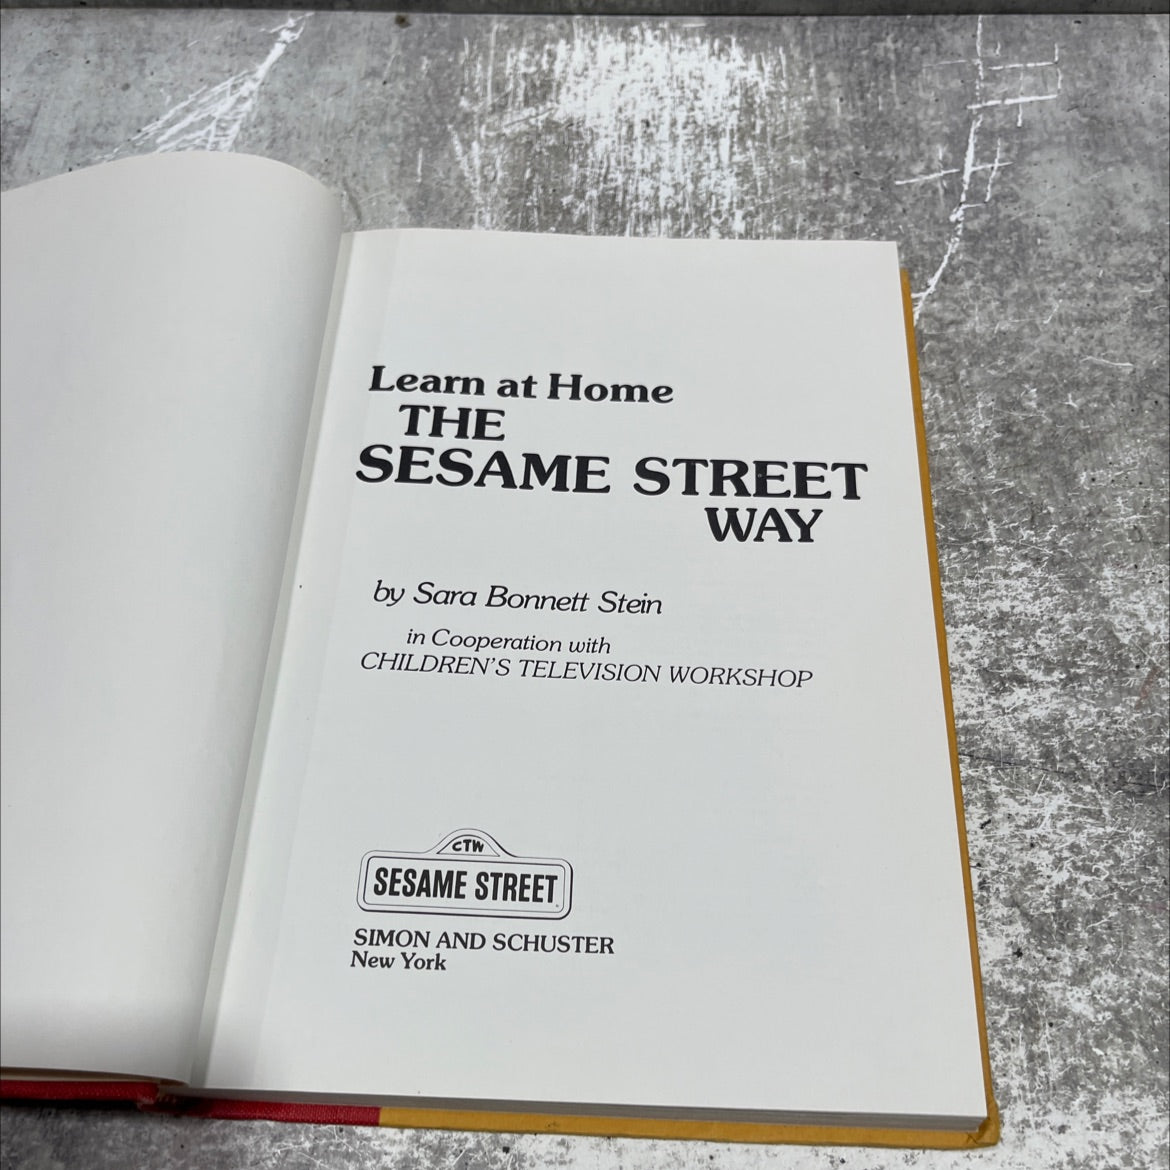 Learn at Home
THE
SESAME STREET
WAY
by Sara Bonnett Stein
in Cooperation with
CHILDREN'S TELEVISION WORKSHOP
CTW
SESAME STREET
SIMON AND SCHUSTER
New York